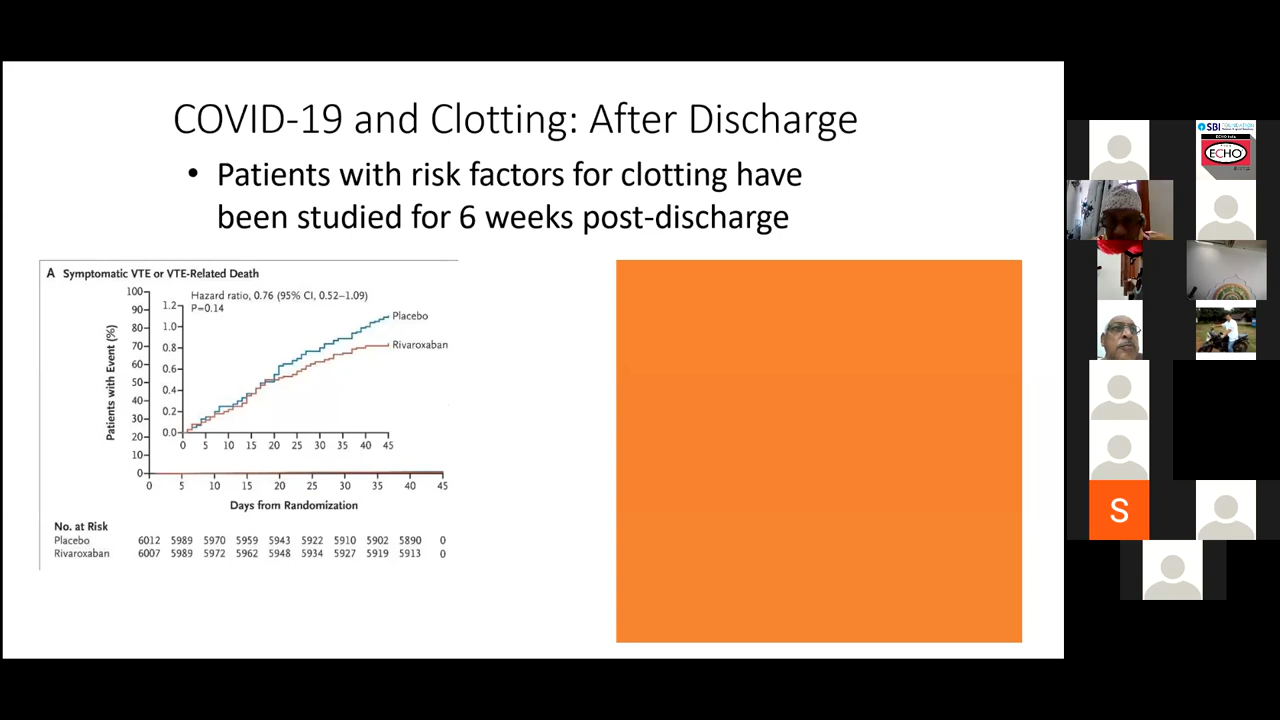 COVID-19 and Clotting: After Discharge
• Patients with risk factors for clotting have
been studied for 6 weeks post-discharge
A Symptomatic VTE or VTE-Related Death
Hazard ratio, 0.76 (95% CI, 0.52–1.09)
P=0.14
Placebo
Rivaroxaban
1.2
1.0
0.8
0.6
0.4
0.2
0.0
0 5 10 15 20 25 30 35 40 45
Patients with Event (%)
100
90
80
70
60
50
40
30
20
10
0
0 5 10 15 20 25 30 35 40 45
Days from Randomization
No. at Risk
Placebo 6012 5989 5970 5959 5943 5922 5910 5902 5890 0
Rivaroxaban 6007 5989 5972 5962 5948 5934 5927 5919 5913 0
SBI FOUNDATION
ECHO India
ECHO
S